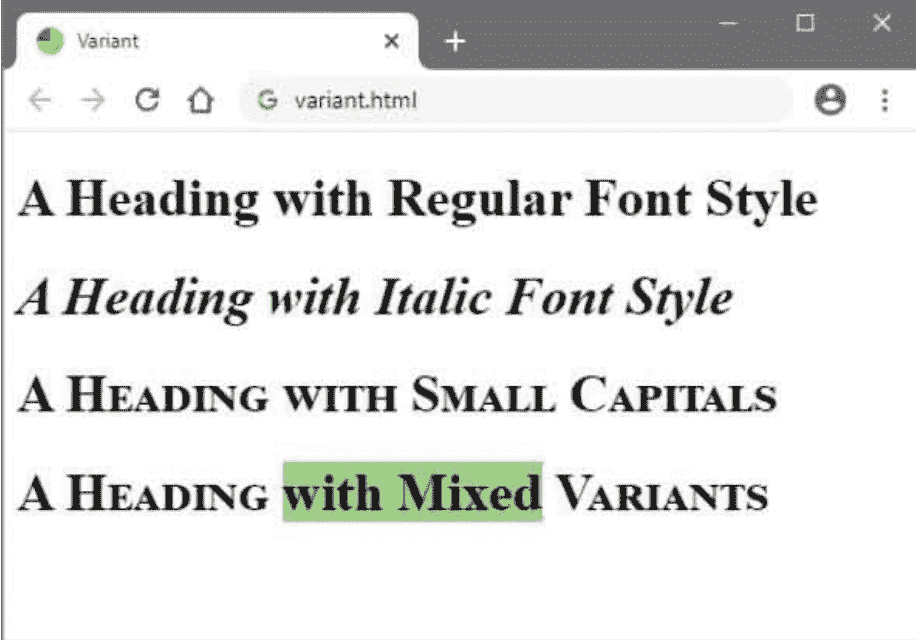 Variant
variant.html
A Heading with Regular Font Style
A Heading with Italic Font Style
A Heading with Small Capitals
A Heading with Mixed Variants